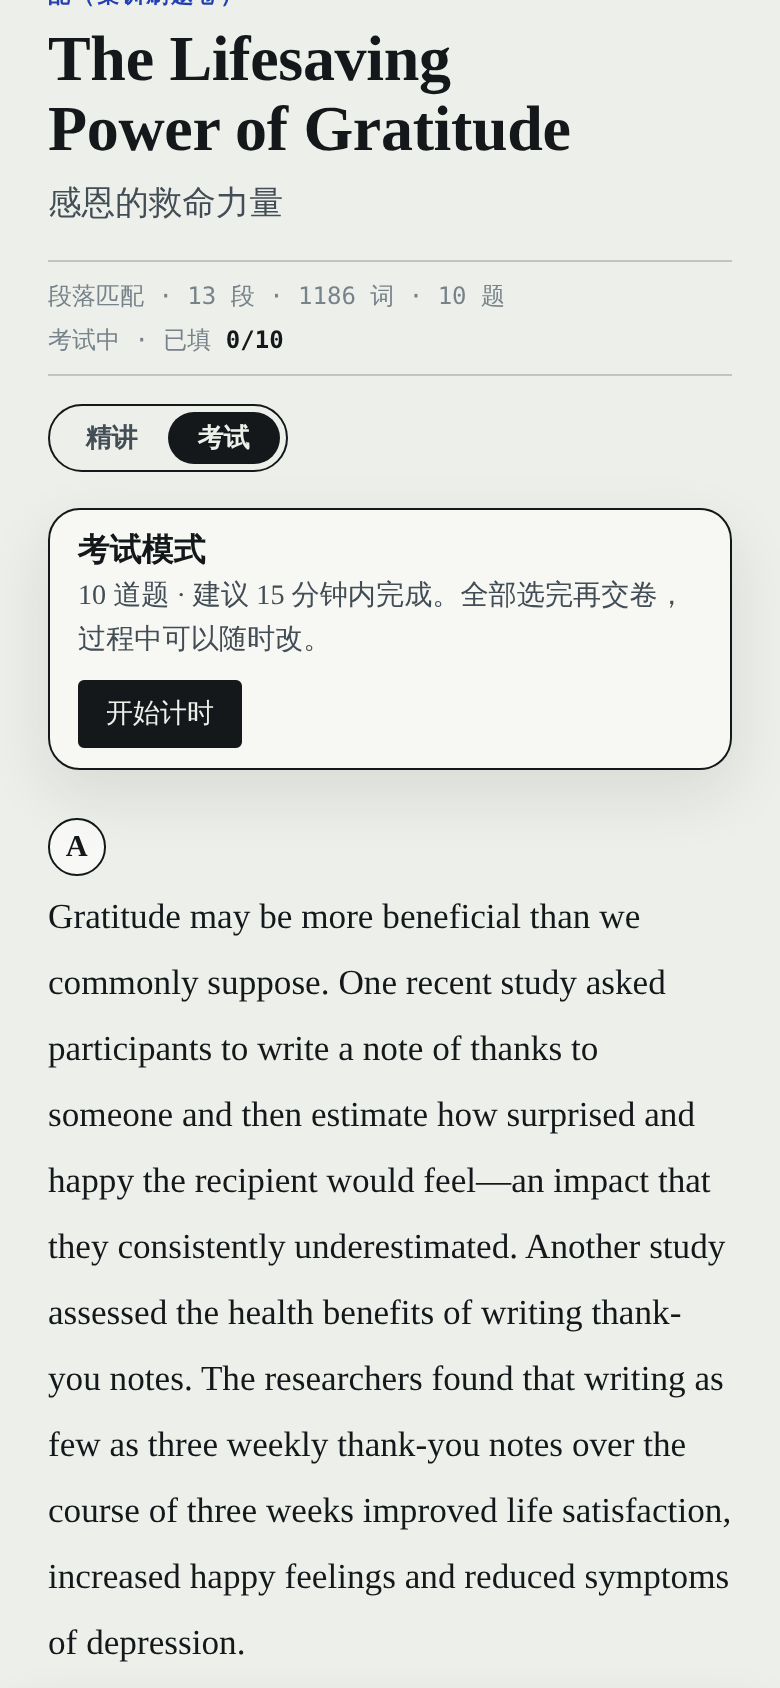 The Lifesaving
Power of Gratitude
感恩的救命力量
段落匹配 · 13 段 · 1186 词 · 10 题
考试中 · 已填 0/10
精讲 考试
考试模式
10 道题 · 建议 15 分钟内完成。全部选完再交卷，
过程中可以随时改。
开始计时
A
Gratitude may be more beneficial than we
commonly suppose. One recent study asked
participants to write a note of thanks to
someone and then estimate how surprised and
happy the recipient would feel—an impact that
they consistently underestimated. Another study
assessed the health benefits of writing thank-
you notes. The researchers found that writing as
few as three weekly thank-you notes over the
course of three weeks improved life satisfaction,
increased happy feelings and reduced symptoms
of depression.